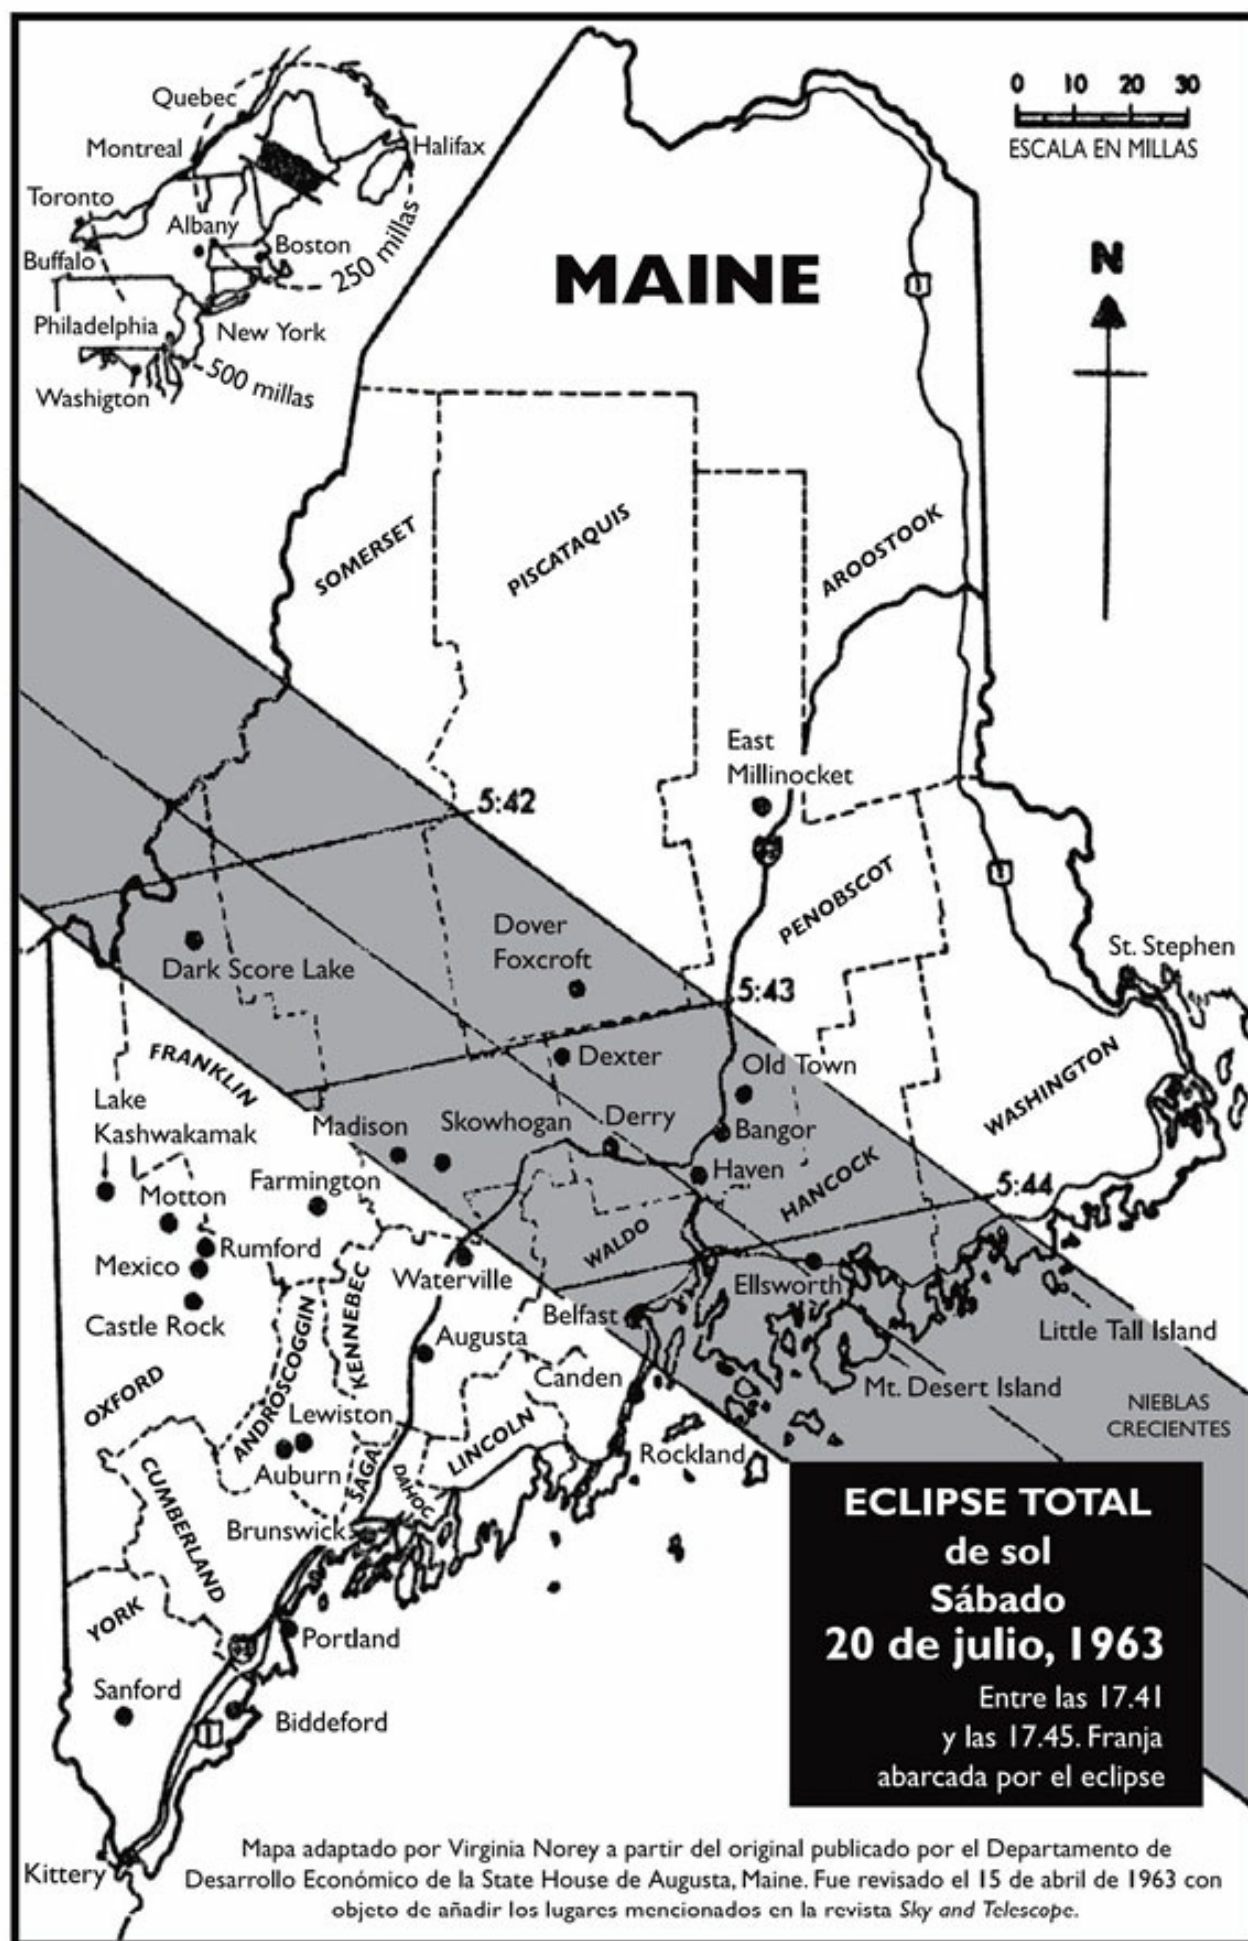 0 10 20 30
ESCALA EN MILLAS
Quebec
Montreal
Halifax
Toronto
Albany
Boston
Buffalo
250 millas
Philadelphia
New York
500 millas
Washigton
MAINE
N
1
SOMERSET
PISCATAQUIS
AROOSTOOK
East
Millinocket
5:42
PENOBSCOT
1
Dover
Foxcroft
St. Stephen
Dark Score Lake
5:43
FRANKLIN
Dexter
Old Town
WASHINGTON
Lake
Kashwakamak
Madison
Skowhogan
Derry
Bangor
Haven
HANCOCK
5:44
Motton
Farmington
Rumford
Mexico
WALDO
Waterville
Ellsworth
Castle Rock
KENNEBEC
Belfast
Augusta
Little Tall Island
ANDROSCOGGIN
Canden
Mt. Desert Island
OXFORD
NIEBLAS
CRECIENTES
Lewiston
LINCOLN
Rockland
Auburn
SAGA
DAHOC
CUMBERLAND
Brunswick
YORK
Portland
Sanford
1
Biddeford
Kittery
ECLIPSE TOTAL
de sol
Sábado
20 de julio, 1963
Entre las 17.41
y las 17.45. Franja
abarcada por el eclipse
Mapa adaptado por Virginia Norey a partir del original publicado por el Departamento de
Desarrollo Económico de la State House de Augusta, Maine. Fue revisado el 15 de abril de 1963 con
objeto de añadir los lugares mencionados en la revista Sky and Telescope.